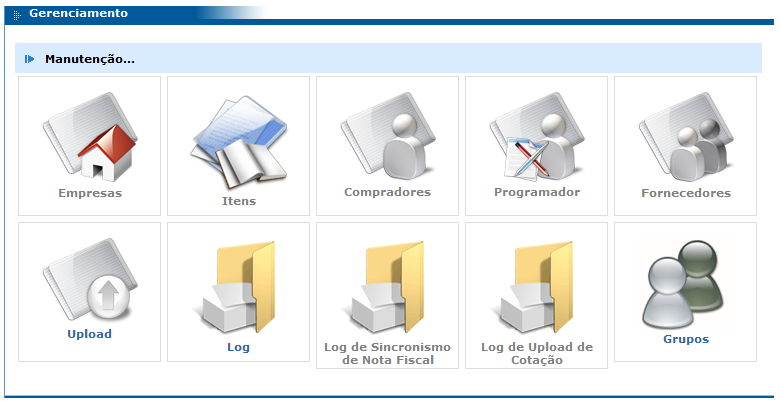 Gerenciamento
Manutenção...
Empresas
Itens
Compradores
Programador
Fornecedores
Upload
Log
Log de Sincronismo
de Nota Fiscal
Log de Upload de
Cotação
Grupos